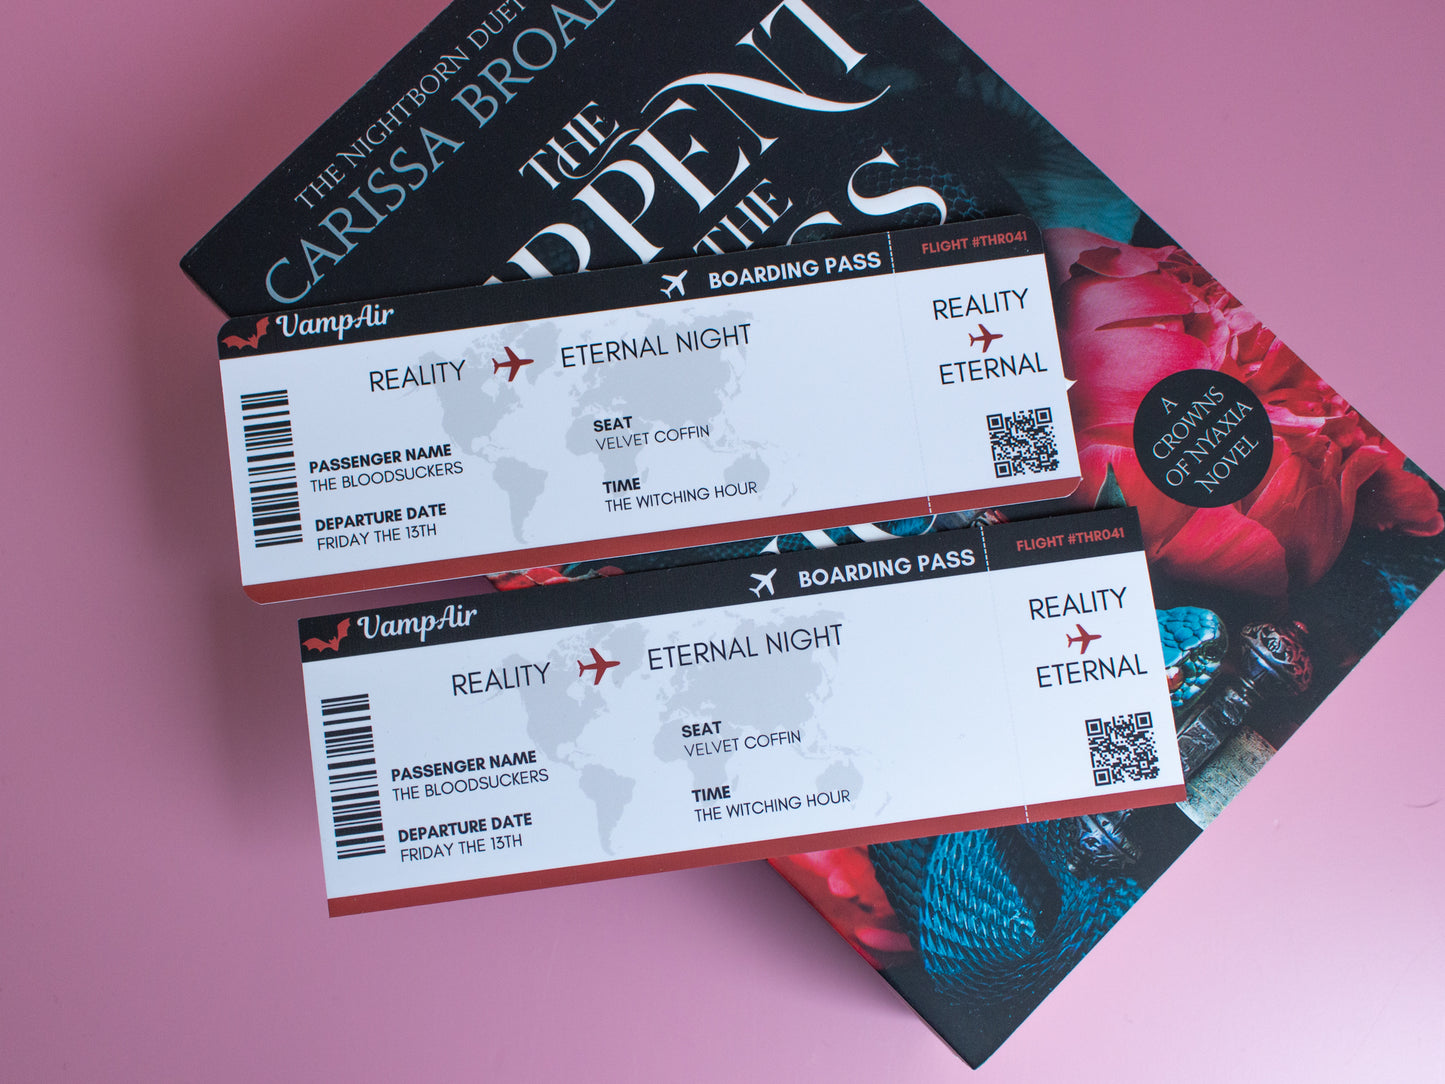 THE NIGHTBORN DUET
CARISSA
THE
THE
VampAir
BOARDING PASS
FLIGHT #THR041
REALITY
ETERNAL NIGHT
PASSENGER NAME
THE BLOODSUCKERS
DEPARTURE DATE
FRIDAY THE 13TH
SEAT
VELVET COFFIN
TIME
THE WITCHING HOUR
REALITY
ETERNAL
A
CROWNS
OF NYAXIA
NOVEL
VampAir
BOARDING PASS
FLIGHT #THR041
REALITY
ETERNAL NIGHT
PASSENGER NAME
THE BLOODSUCKERS
DEPARTURE DATE
FRIDAY THE 13TH
SEAT
VELVET COFFIN
TIME
THE WITCHING HOUR
REALITY
ETERNAL